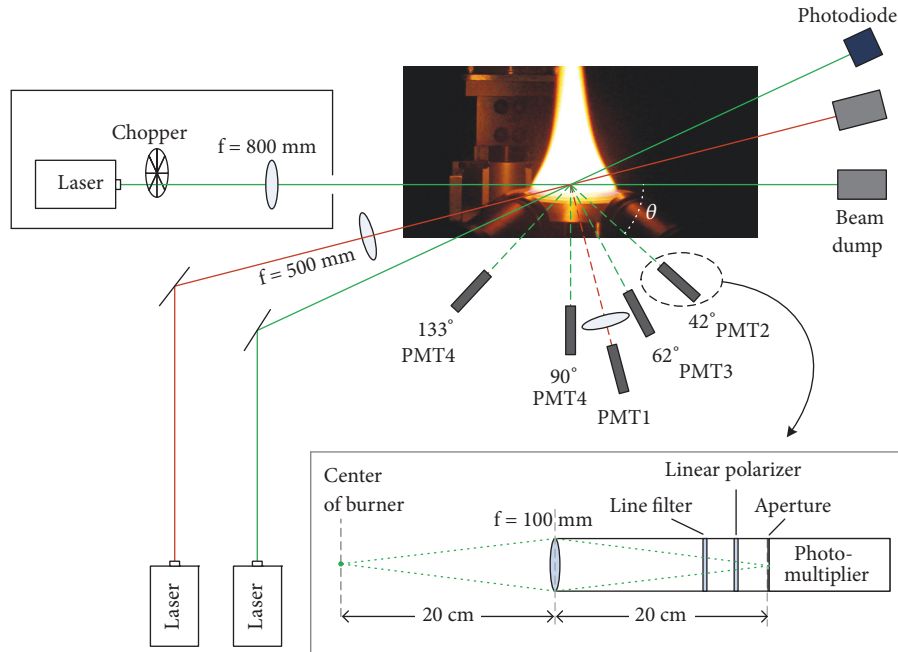 Photodiode
Chopper
f = 800 mm
Laser
θ
Beam
dump
f = 500 mm
133°
PMT4
90°
PMT4
PMT1
62°
PMT3
42°
PMT2
Laser
Laser
Center
of burner
f = 100 mm
Linear polarizer
Line filter
Aperture
Photo-
multiplier
20 cm
20 cm